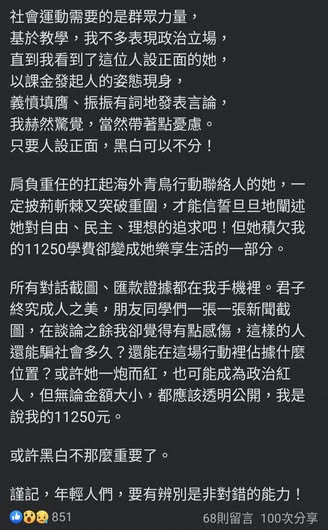 社會運動需要的是群眾力量，
基於教學，我不多表現政治立場，
直到我看到了這位人設正面的她，
以課金發起人的姿態現身，
義憤填膺、振振有詞地發表言論，
我赫然驚覺，當然帶著點憂慮。
只要人設正面，黑白可以不分！
肩負重任的扛起海外青鳥行動聯絡人的她，一
定披荊斬棘又突破重圍，才能信誓旦旦地闡述
她對自由、民主、理想的追求吧！但她積欠我
的11250學費卻變成她樂享生活的一部分。
所有對話截圖、匯款證據都在我手機裡。君子
終究成人之美，朋友同學們一張一張新聞截
圖，在談論之餘我卻覺得有點感傷，這樣的人
還能騙社會多久？還能在這場行動裡佔據什麼
位置？或許她一炮而紅，也可能成為政治紅
人，但無論金額大小，都應該透明公開，我是
說我的11250元。
或許黑白不那麼重要了。
謹記，年輕人們，要有辨別是非對錯的能力！
851
68則留言 100次分享